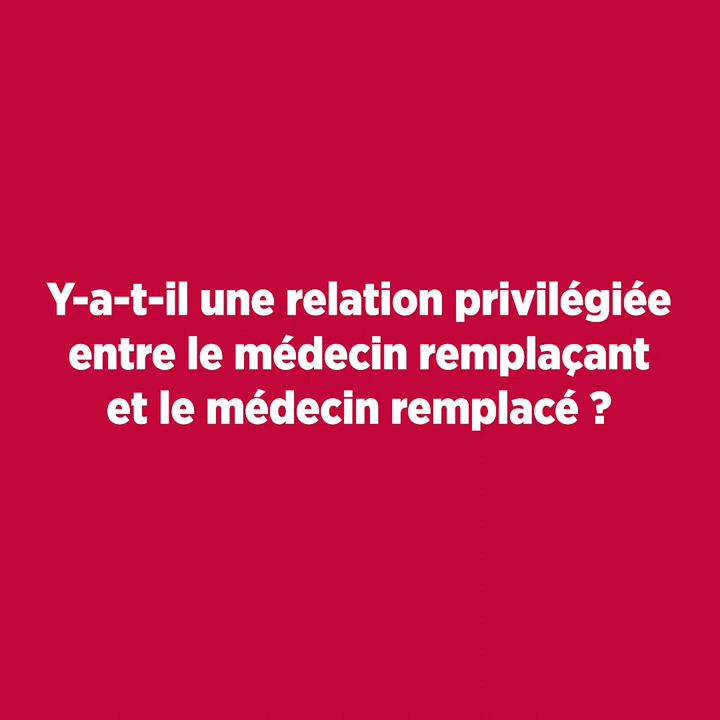 Y-a-t-il une relation privilégiée
entre le médecin remplaçant
et le médecin remplacé ?